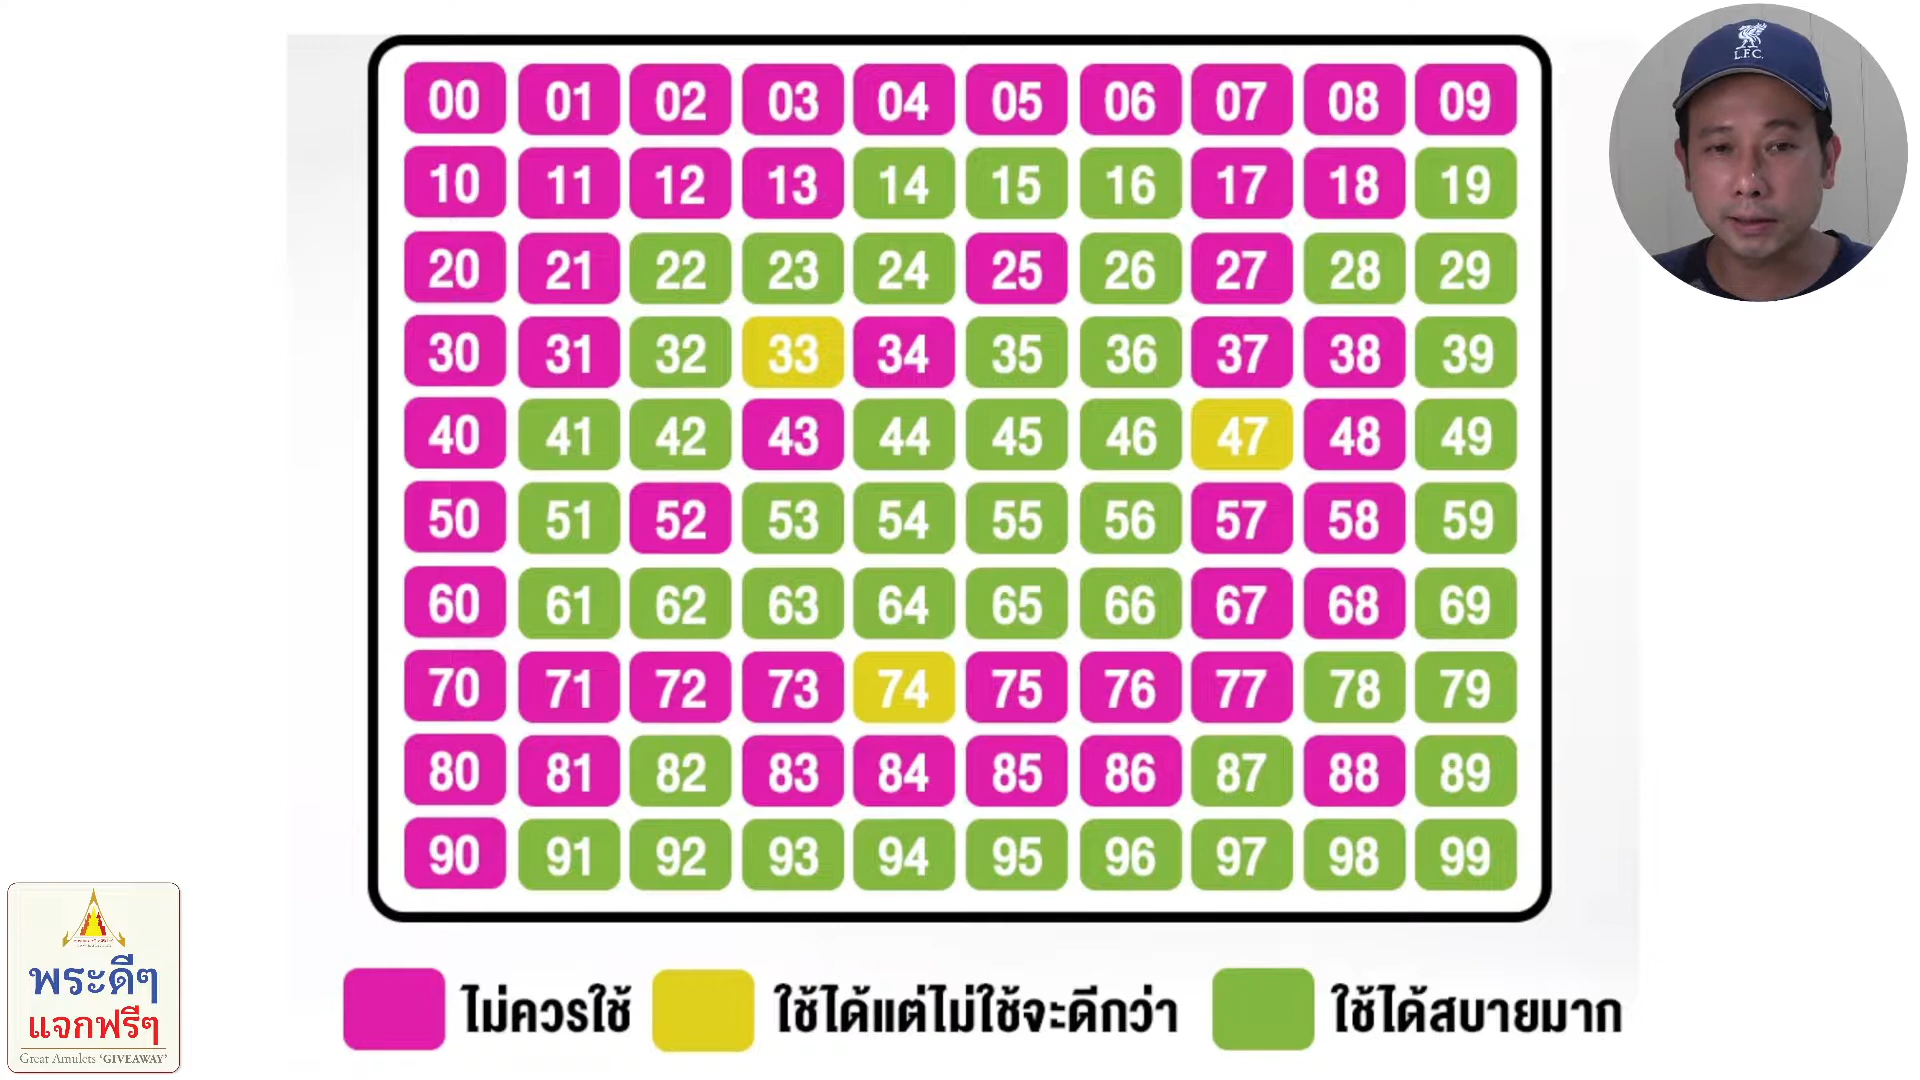 L.F.C.
00 01 02 03 04 05 06 07 08 09
10 11 12 13 14 15 16 17 18 19
20 21 22 23 24 25 26 27 28 29
30 31 32 33 34 35 36 37 38 39
40 41 42 43 44 45 46 47 48 49
50 51 52 53 54 55 56 57 58 59
60 61 62 63 64 65 66 67 68 69
70 71 72 73 74 75 76 77 78 79
80 81 82 83 84 85 86 87 88 89
90 91 92 93 94 95 96 97 98 99
ไม่ควรใช้ ใช้ได้แต่ไม่ใช้จะดีกว่า ใช้ได้สบายมาก
พระดีๆ
แจกฟรีๆ
Great Amulets ‘GIVEAWAY’